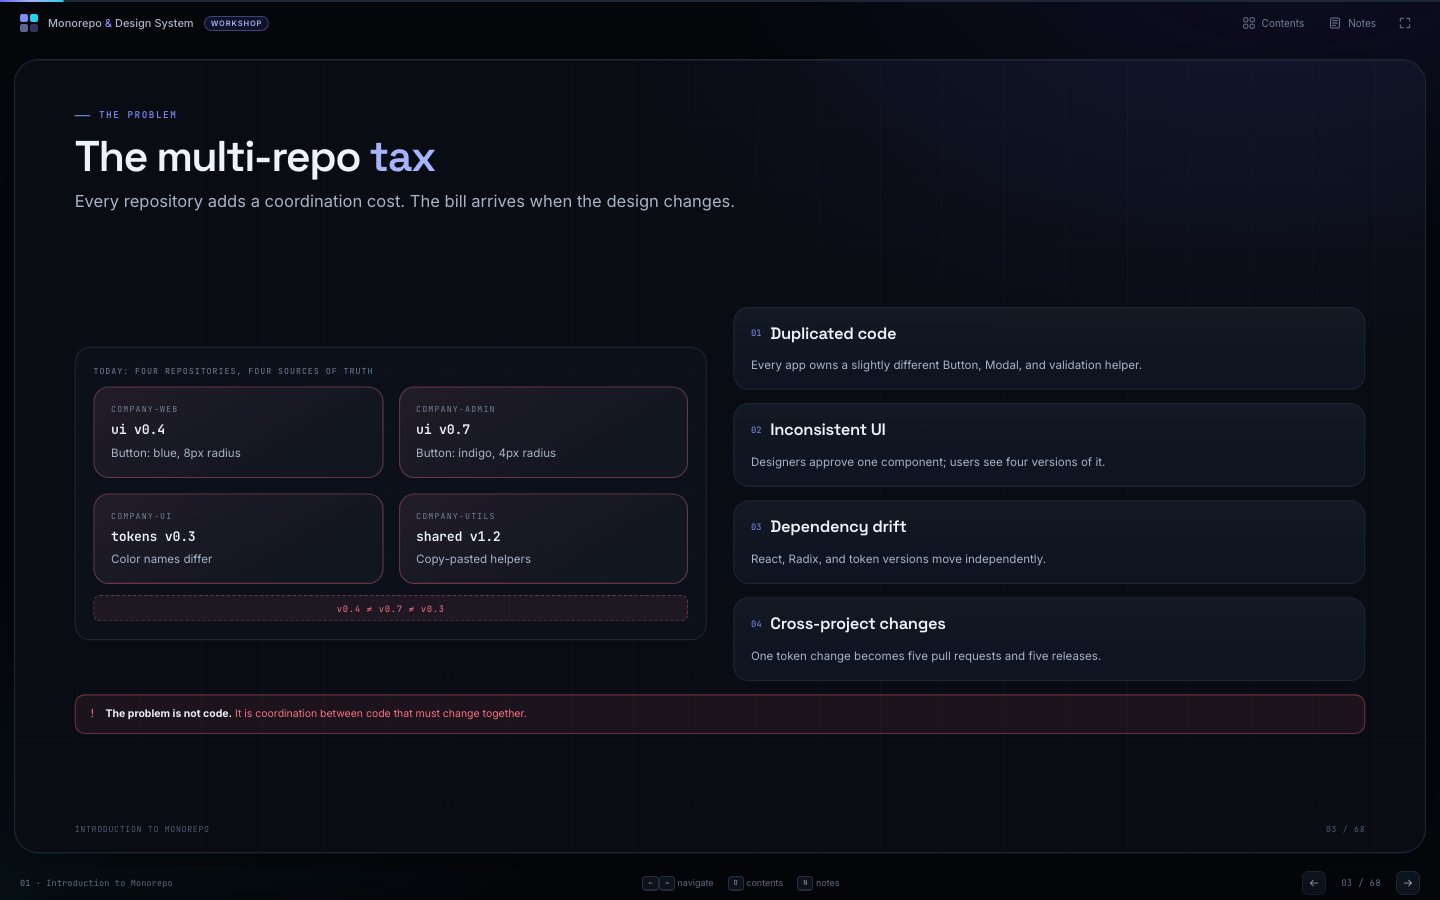 Monorepo & Design System WORKSHOP
Contents
Notes
THE PROBLEM
The multi-repo tax
Every repository adds a coordination cost. The bill arrives when the design changes.
TODAY: FOUR REPOSITORIES, FOUR SOURCES OF TRUTH
COMPANY-WEB
ui v0.4
Button: blue, 8px radius
COMPANY-ADMIN
ui v0.7
Button: indigo, 4px radius
COMPANY-UI
tokens v0.3
Color names differ
COMPANY-UTILS
shared v1.2
Copy-pasted helpers
v0.4 ≠ v0.7 ≠ v0.3
01 Duplicated code
Every app owns a slightly different Button, Modal, and validation helper.
02 Inconsistent UI
Designers approve one component; users see four versions of it.
03 Dependency drift
React, Radix, and token versions move independently.
04 Cross-project changes
One token change becomes five pull requests and five releases.
! The problem is not code. It is coordination between code that must change together.
INTRODUCTION TO MONOREPO
03 / 68
01 · Introduction to Monorepo
← → navigate O contents N notes
← 03 / 68 →